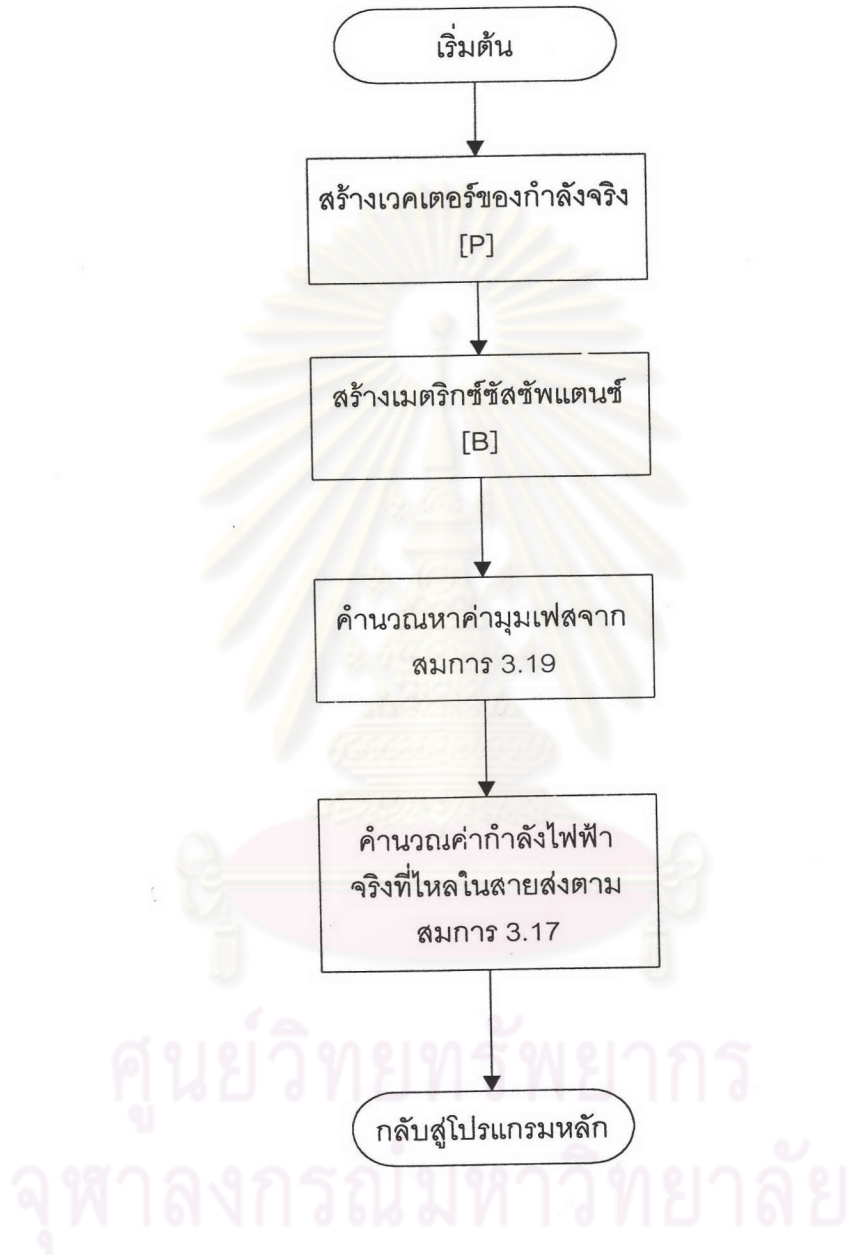 เริ่มต้น
สร้างเวคเตอร์ของกำลังจริง
[P]
สร้างเมตริกซ์ซัสซัพแตนซ์
[B]
คำนวณหาค่ามุมเฟสจาก
สมการ 3.19
คำนวณค่ากำลังไฟฟ้า
จริงที่ไหลในสายส่งตาม
สมการ 3.17
กลับสู่โปรแกรมหลัก
ศูนย์วิทยทรัพยากร
จุฬาลงกรณ์มหาวิทยาลัย